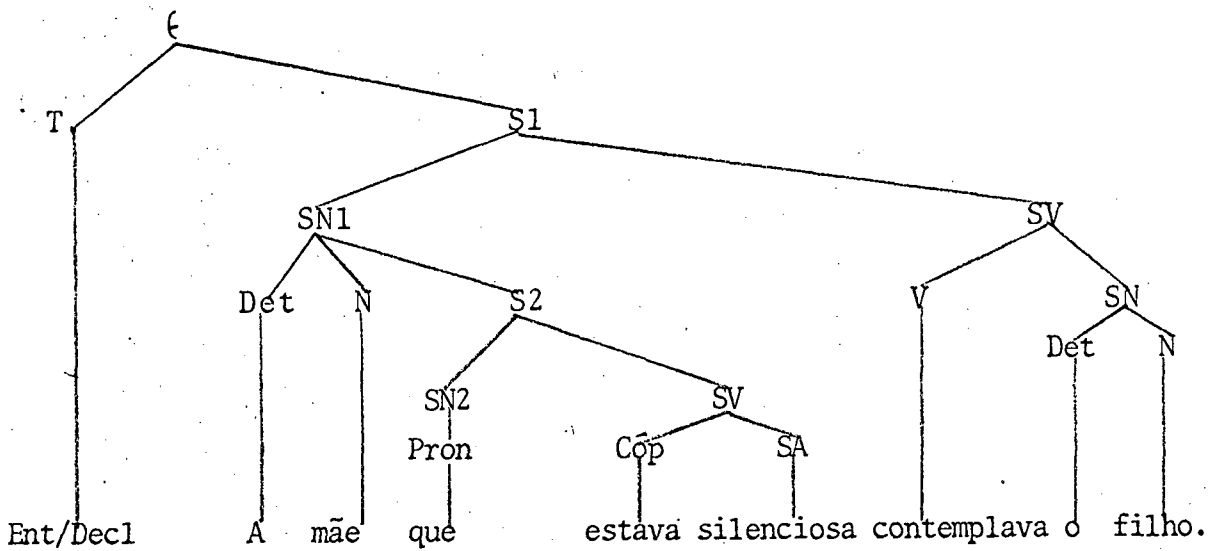 Є
T S1
SN1 SV
Det N S2 V SN
Det N
SN2 SV
Pron Cop SA
Ent/Decl A mãe que estava silenciosa contemplava o filho.